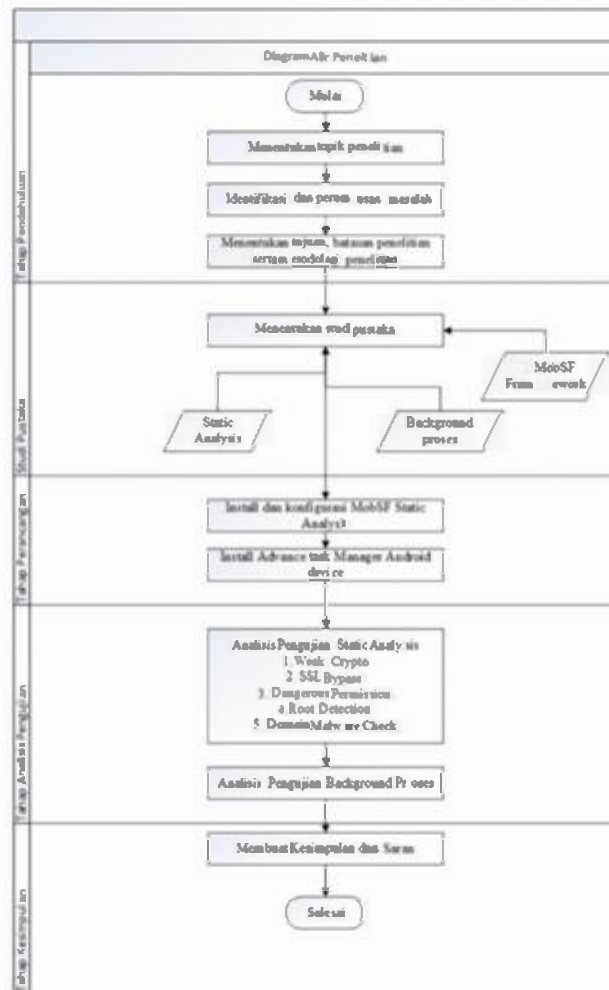 Diagram Alir Penelitian
Tahap Pendahuluan
Mulai
Menentukan topik penelitian
Identifikasi dan perumusan masalah
Menentukan tujuan, batasan penelitian
serta metodologi penelitian
Studi Pustaka
Menentukan studi pustaka
MobSF
Framework
Static
Analysis
Background
proses
Tahap Perancangan
Install dan konfigurasi MobSF Static
Analysis
Install Advance task Manager Android
device
Tahap Analisis Pengujian
Analisis Pengujian Static Analysis
1. Weak Crypto
2. SSL Bypass
3. Dangerous Permission
4. Root Detection
5. Domain Malware Check
Analisis Pengujian Background Proses
Tahap Kesimpulan
Membuat Kesimpulan dan Saran
Selesai